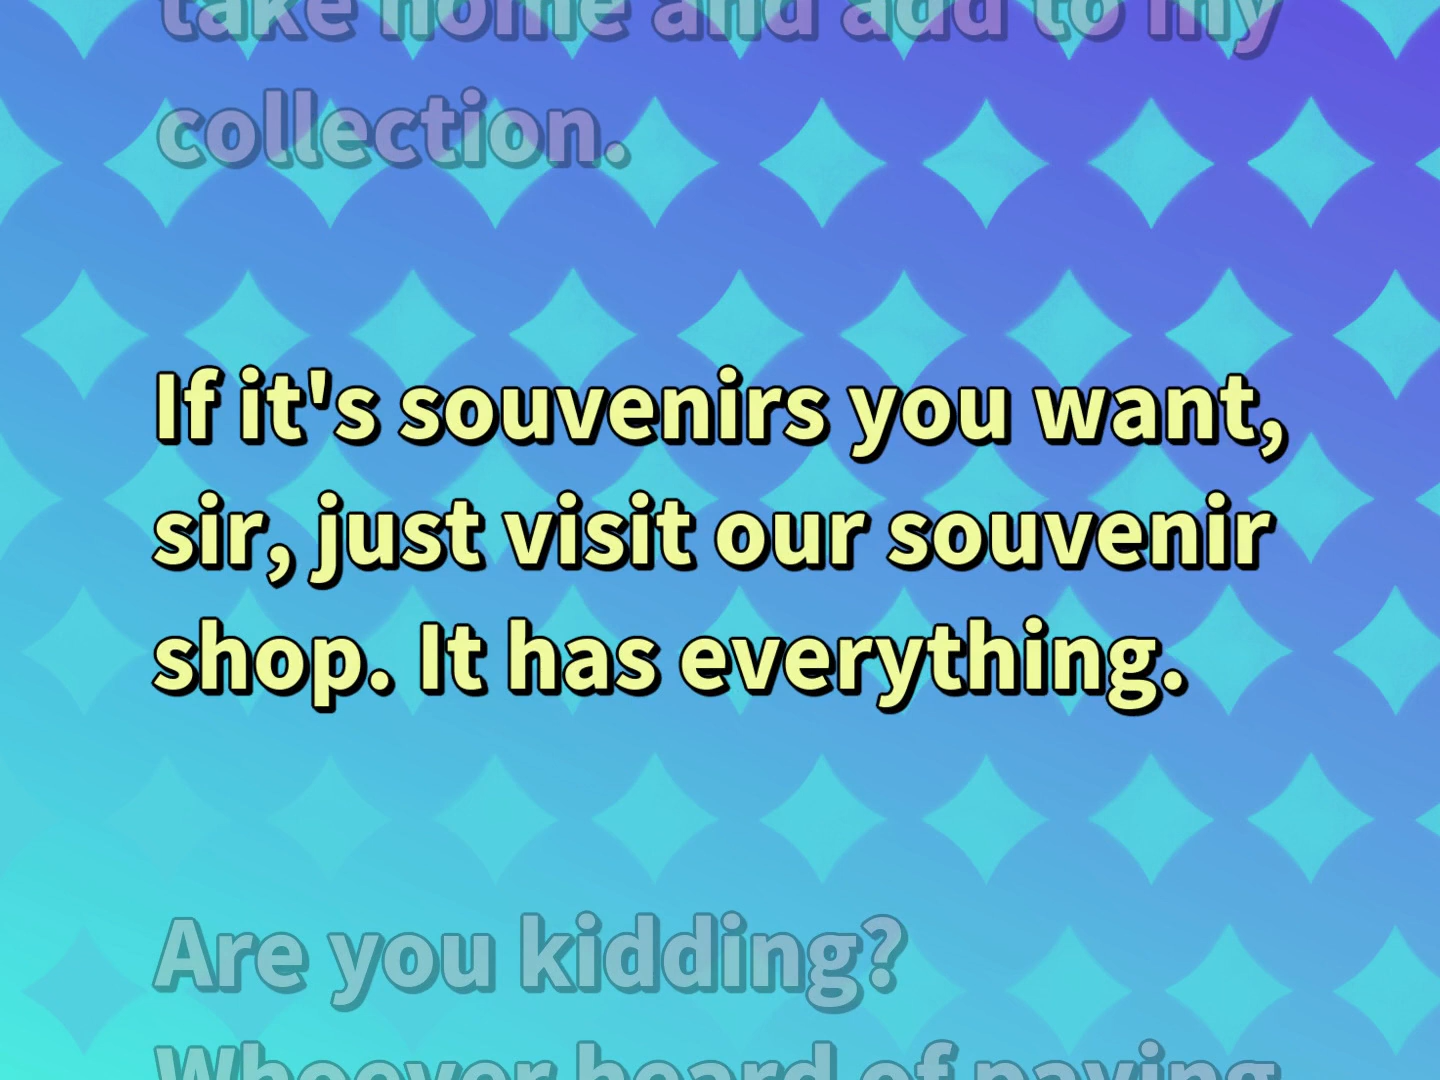 take home and add to my
collection.
If it's souvenirs you want,
sir, just visit our souvenir
shop. It has everything.
Are you kidding?
Whoever heard of paying